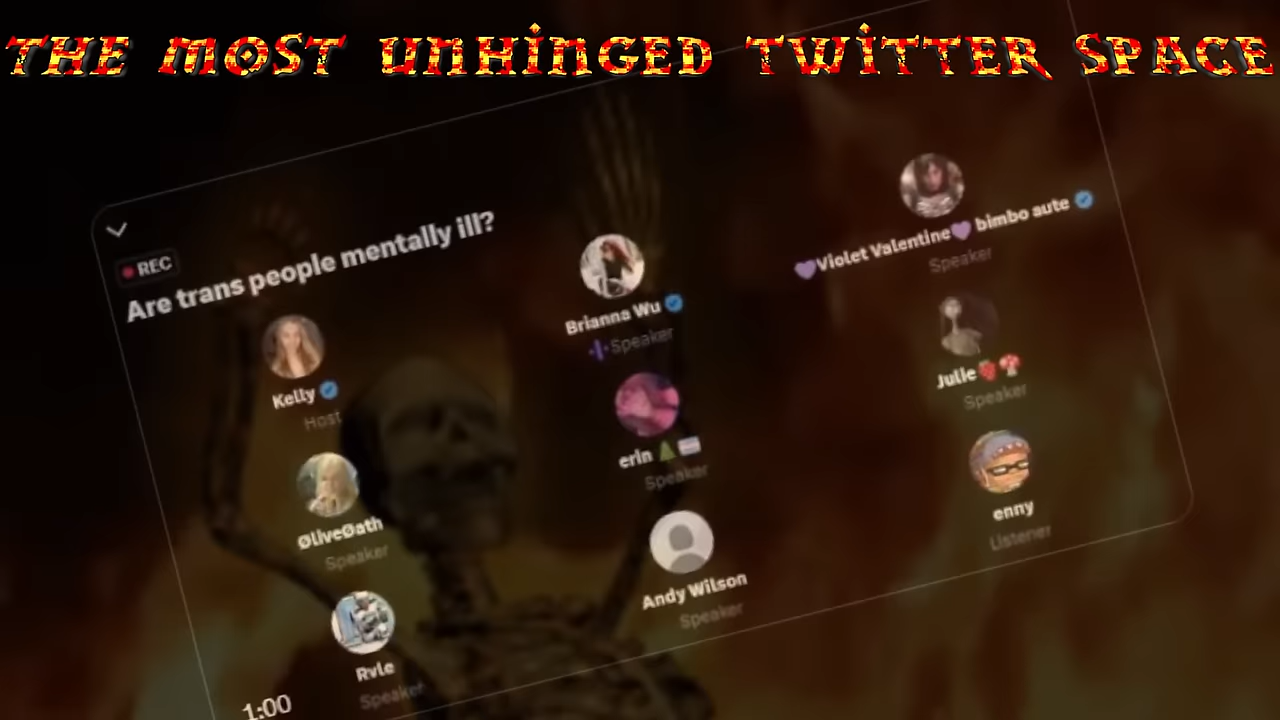 THE MOST UNHINGED TWITTER SPACE
REC
Are trans people mentally ill?
Kelly
Host
Brianna Wu
Speaker
💜Violet Valentine💜 bimbo aute
Speaker
ØliveØath
Speaker
erin 🌲🏳️‍⚧️
Speaker
Julie🍓🍄
Speaker
Rvle
Speaker
Andy Wilson
Speaker
enny
Listener
1:00